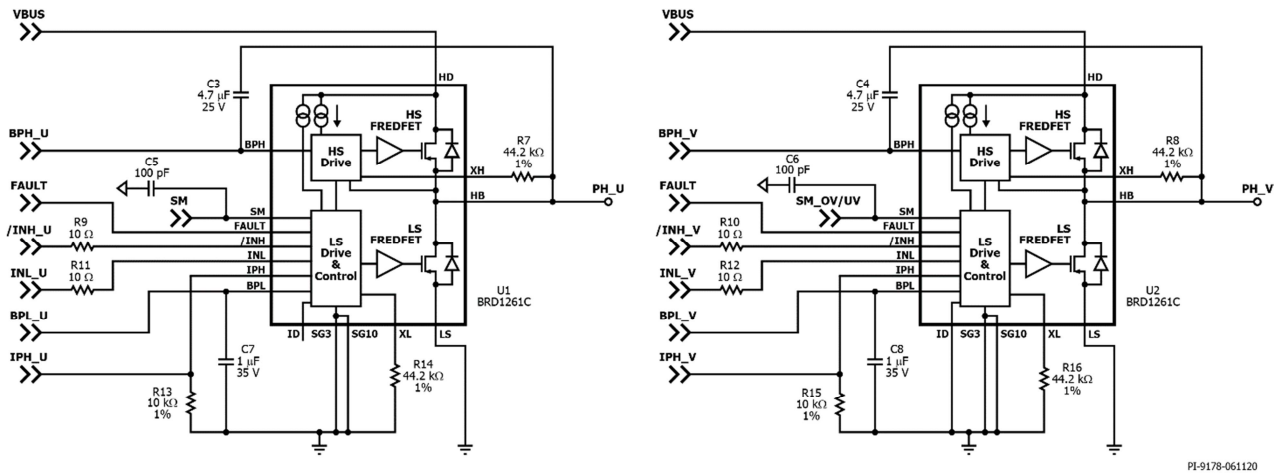 VBUS
C3
4.7 µF
25 V
HD
HS
FREDFET
BPH_U
BPH
HS
Drive
R7
44.2 kΩ
1%
C5
100 pF
XH
FAULT
HB
PH_U
SM
SM
FAULT
R9
10 Ω
/INH_U
/INH
LS
Drive
&
Control
LS
FREDFET
R11
10 Ω
INL_U
INL
IPH
BPL
U1
BRD1261C
BPL_U
ID
SG3
SG10
XL
LS
IPH_U
C7
1 µF
35 V
R14
44.2 kΩ
1%
R13
10 kΩ
1%
VBUS
C4
4.7 µF
25 V
HD
HS
FREDFET
BPH_V
BPH
HS
Drive
R8
44.2 kΩ
1%
C6
100 pF
XH
FAULT
HB
PH_V
SM_OV/UV
SM
FAULT
R10
10 Ω
/INH_V
/INH
LS
Drive
&
Control
LS
FREDFET
R12
10 Ω
INL_V
INL
IPH
BPL
U2
BRD1261C
BPL_V
ID
SG3
SG10
XL
LS
IPH_V
C8
1 µF
35 V
R16
44.2 kΩ
1%
R15
10 kΩ
1%
PI-9178-061120